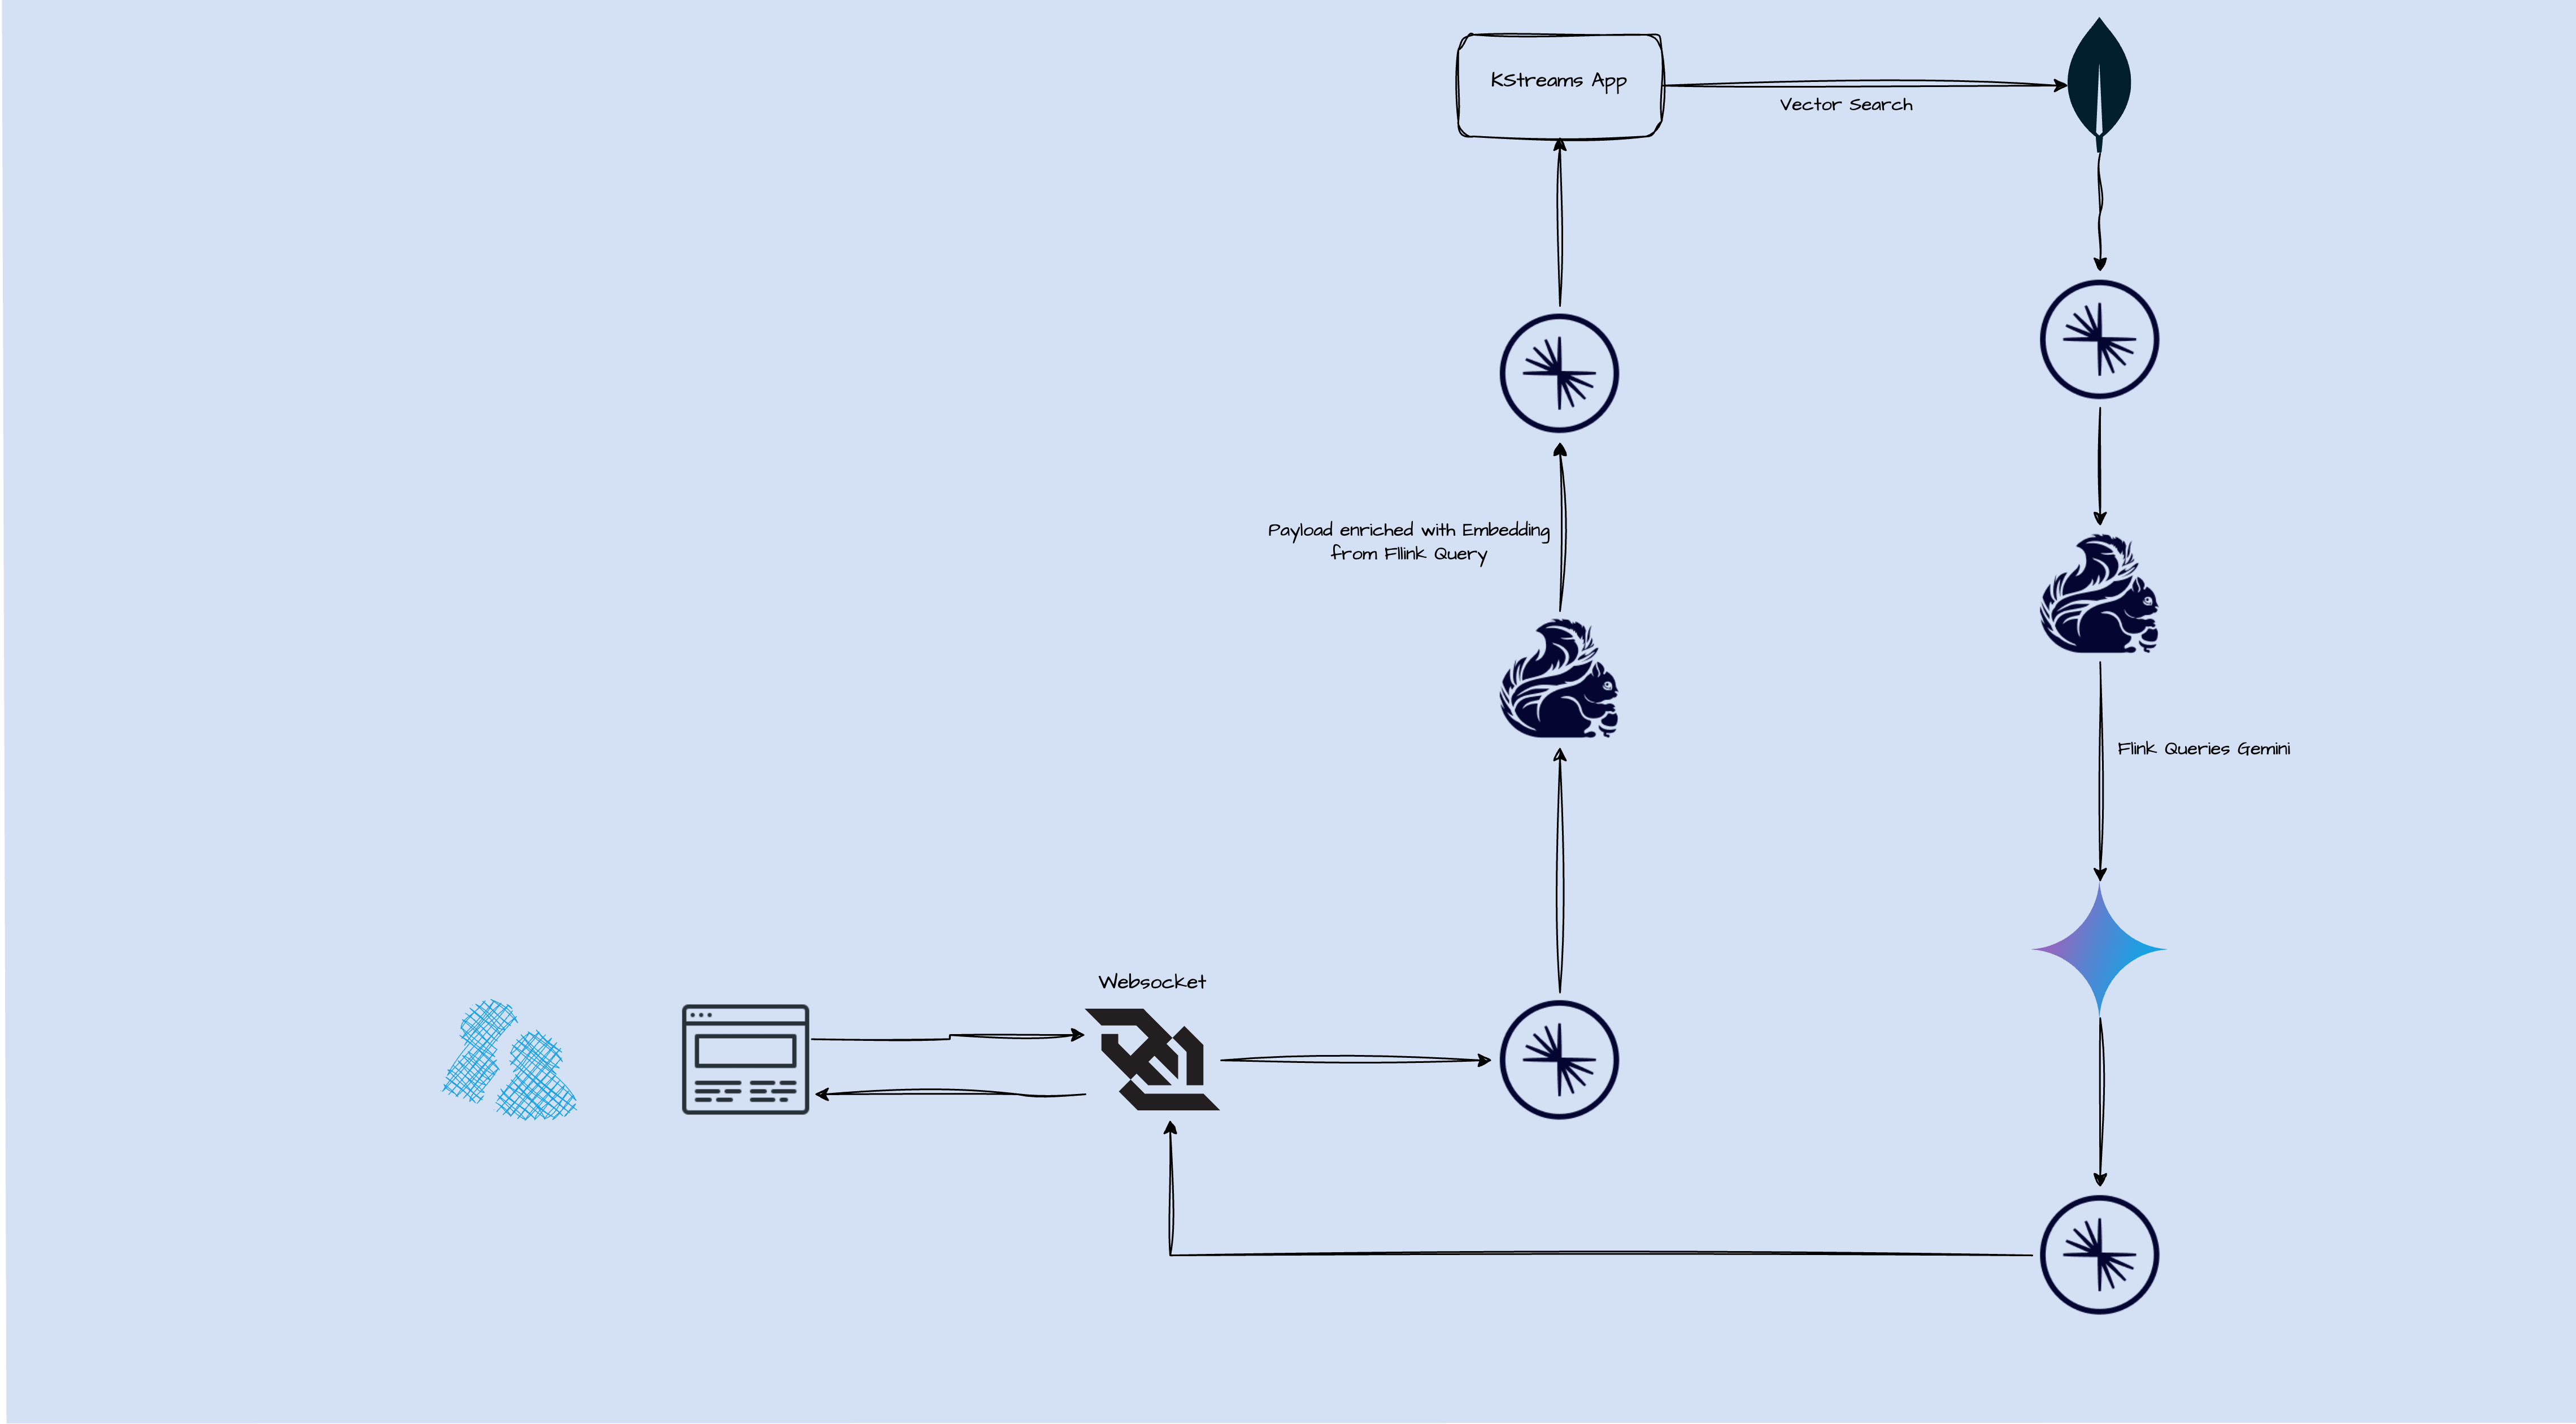 KStreams App
Vector Search
Payload enriched with Embedding
from Fllink Query
Flink Queries Gemini
Websocket